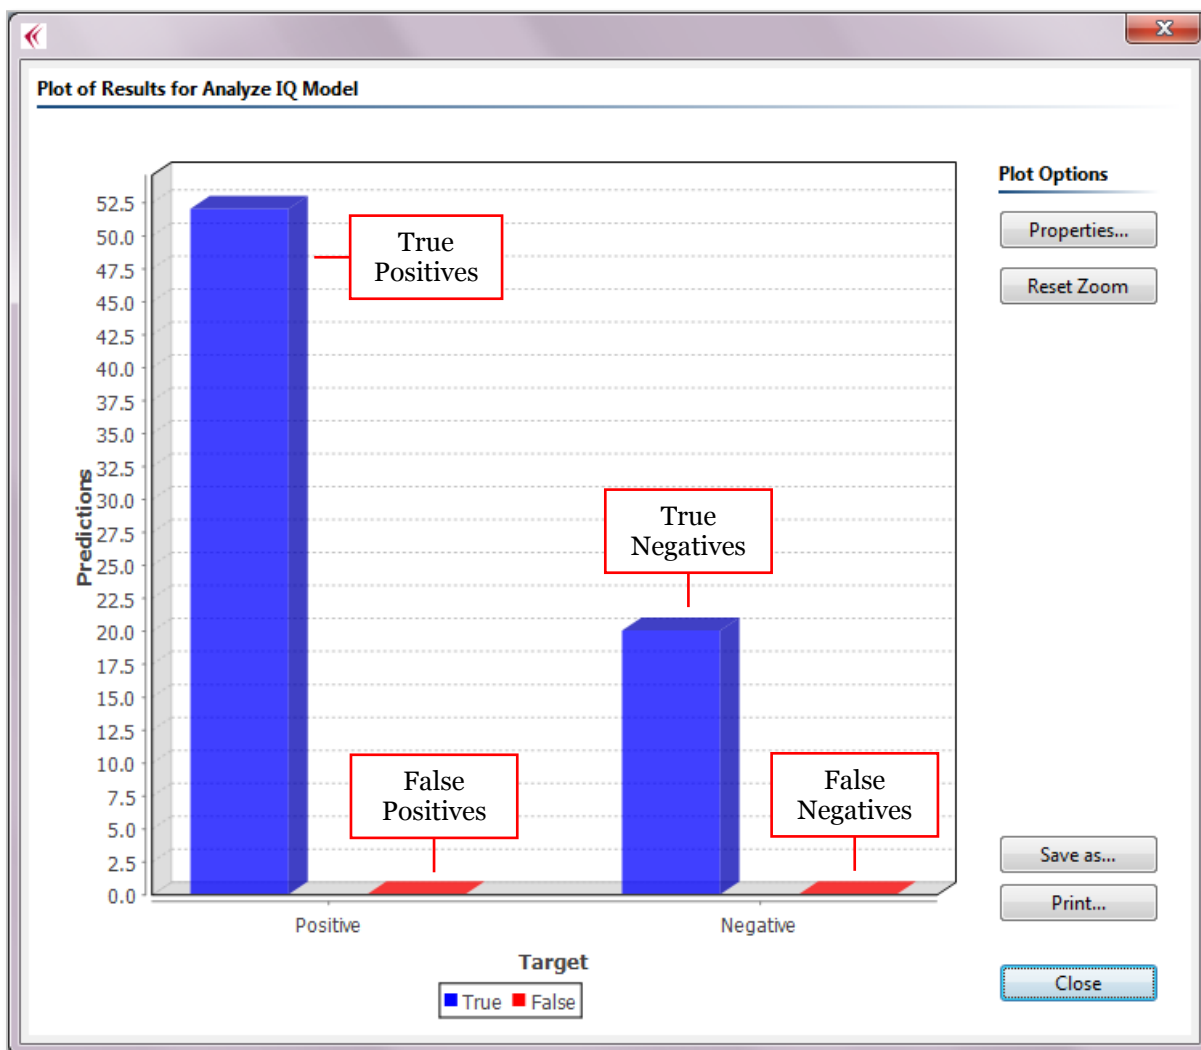 Plot of Results for Analyze IQ Model
Plot Options
Properties...
Reset Zoom
Save as...
Print...
Close
Predictions
52.5
50.0
47.5
45.0
42.5
40.0
37.5
35.0
32.5
30.0
27.5
25.0
22.5
20.0
17.5
15.0
12.5
10.0
7.5
5.0
2.5
0.0
True
Positives
True
Negatives
False
Positives
False
Negatives
Positive
Negative
Target
True False